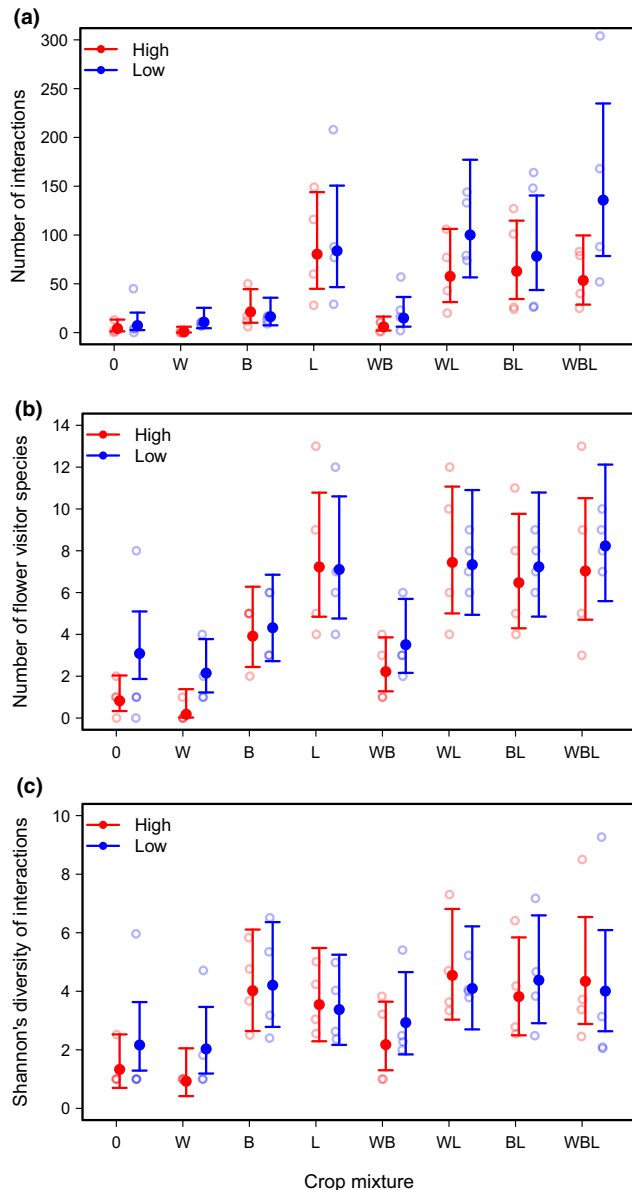 (a)
Number of interactions
300
250
200
150
100
50
0
High
Low
0 W B L WB WL BL WBL
(b)
Number of flower visitor species
14
12
10
8
6
4
2
0
High
Low
0 W B L WB WL BL WBL
(c)
Shannon's diversity of interactions
10
8
6
4
2
0
High
Low
0 W B L WB WL BL WBL
Crop mixture